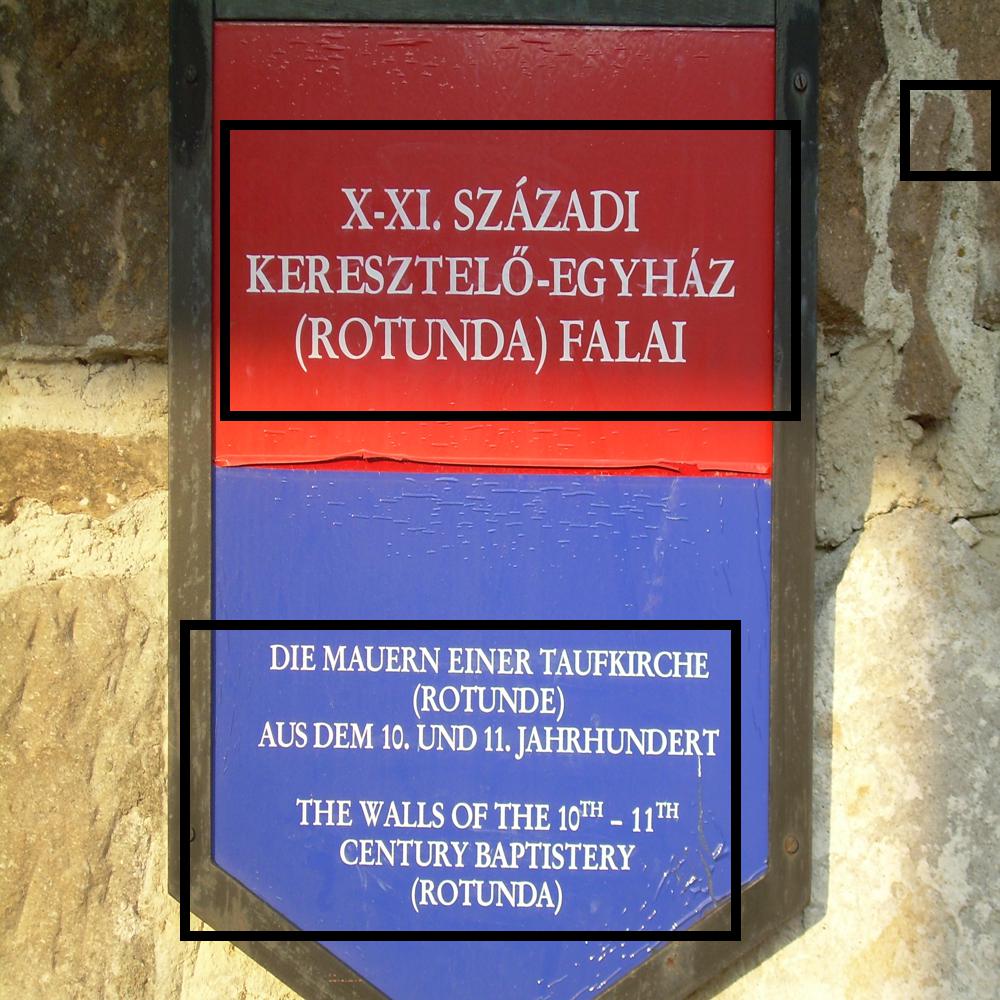 X-XI. SZÁZADI
KERESZTELŐ-EGYHÁZ
(ROTUNDA) FALAI
DIE MAUERN EINER TAUFKIRCHE
(ROTUNDE)
AUS DEM 10. UND 11. JAHRHUNDERT
THE WALLS OF THE 10TH – 11TH
CENTURY BAPTISTERY
(ROTUNDA)